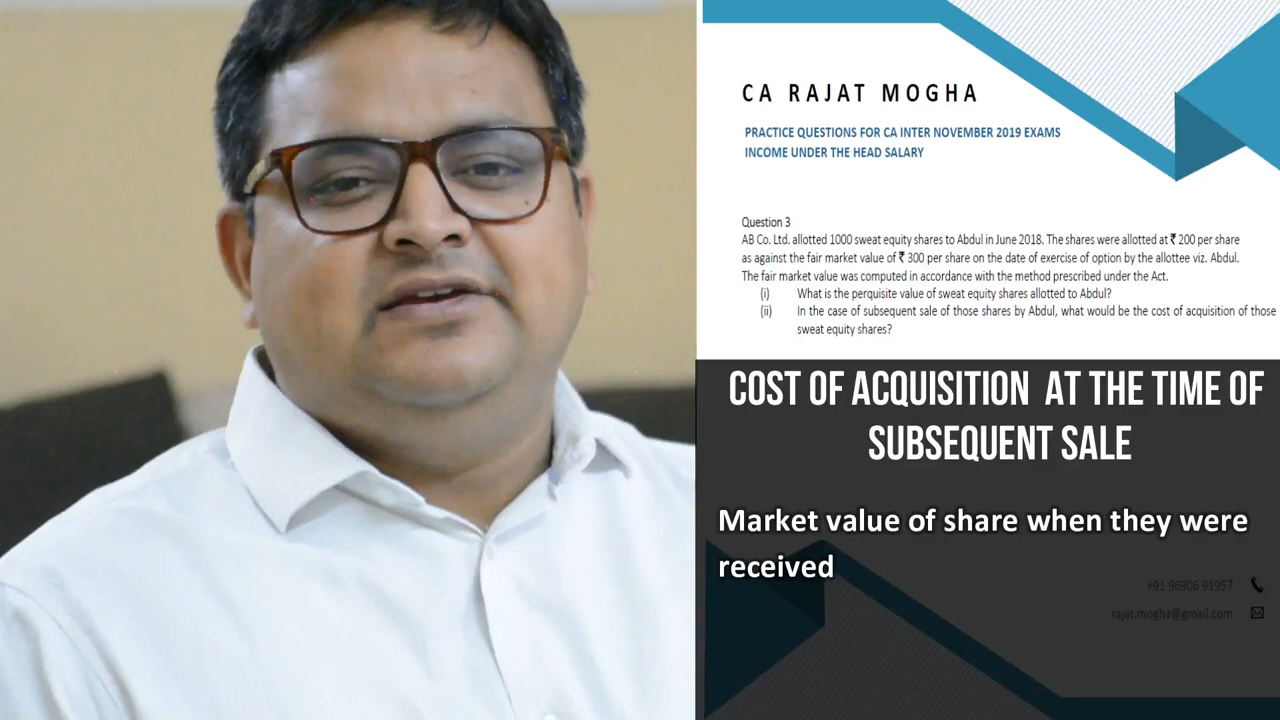 CA RAJAT MOGHA
PRACTICE QUESTIONS FOR CA INTER NOVEMBER 2019 EXAMS
INCOME UNDER THE HEAD SALARY
Question 3
AB Co. Ltd. allotted 1000 sweat equity shares to Abdul in June 2018. The shares were allotted at ₹ 200 per share
as against the fair market value of ₹ 300 per share on the date of exercise of option by the allottee viz. Abdul.
The fair market value was computed in accordance with the method prescribed under the Act.
(i) What is the perquisite value of sweat equity shares allotted to Abdul?
(ii) In the case of subsequent sale of those shares by Abdul, what would be the cost of acquisition of those
sweat equity shares?
COST OF ACQUISITION AT THE TIME OF
SUBSEQUENT SALE
Market value of share when they were
received
+91 96906 91957
rajat.mogha@gmail.com